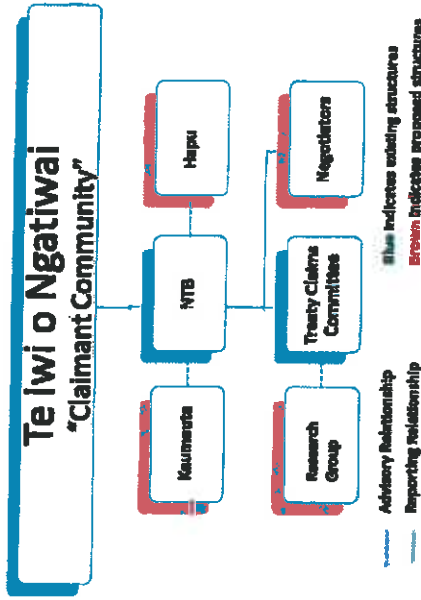 Te Iwi o Ngatiwai
"Claimant Community"
Kaumatuta
NTB
Hapu
Research
Group
Treaty Claims
Committee
Negotiators
Advisory Relationship
Reporting Relationship
Blue indicates existing structures
Brown indicates proposed structures